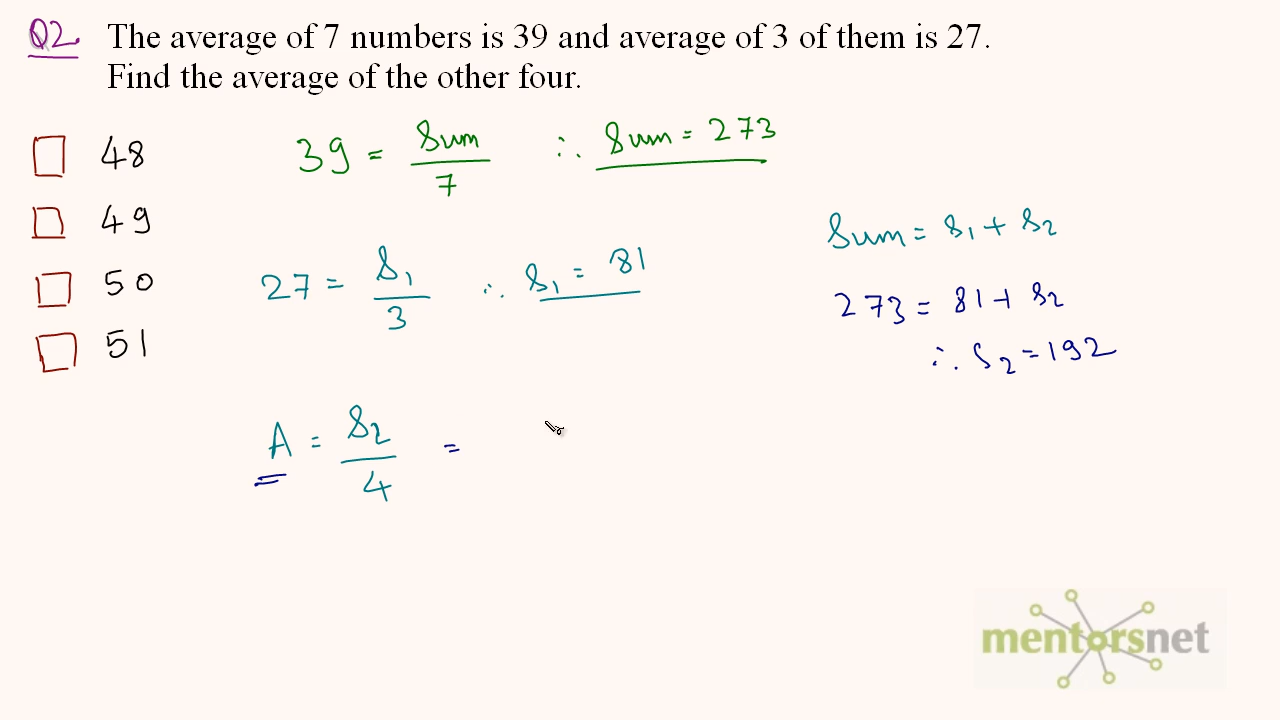 Q2. The average of 7 numbers is 39 and average of 3 of them is 27.
Find the average of the other four.
48
49
50
51
39 = Sum / 7 ∴ Sum = 273
27 = S₁ / 3 ∴ S₁ = 81
Sum = S₁ + S₂
273 = 81 + S₂
∴ S₂ = 192
A = S₂ / 4 =
mentorsnet